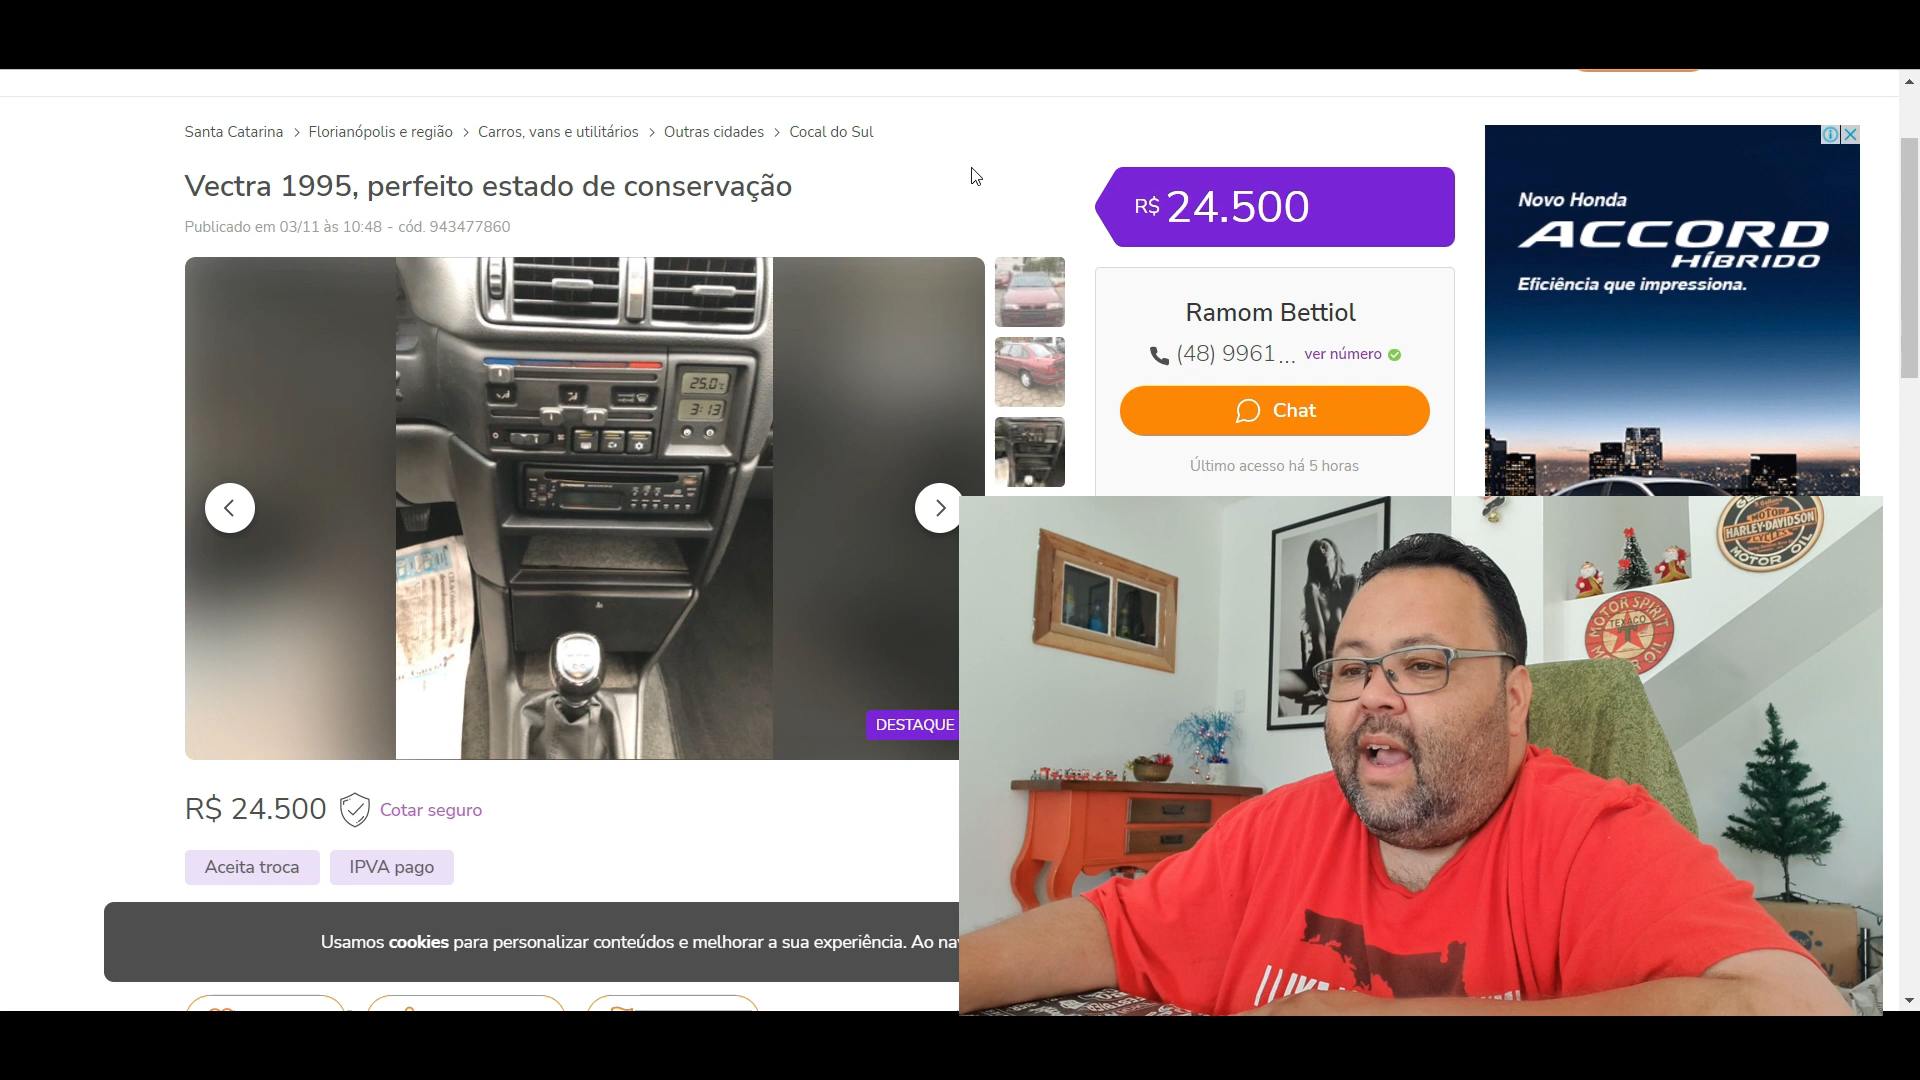 Santa Catarina > Florianópolis e região > Carros, vans e utilitários > Outras cidades > Cocal do Sul
Vectra 1995, perfeito estado de conservação
Publicado em 03/11 às 10:48 - cód. 943477860
R$ 24.500
Ramom Bettiol
(48) 9961... ver número
Chat
Último acesso há 5 horas
Novo Honda
ACCORD
HÍBRIDO
Eficiência que impressiona.
25.0
3:13
DESTAQUE
R$ 24.500
Cotar seguro
Aceita troca
IPVA pago
Usamos cookies para personalizar conteúdos e melhorar a sua experiência. Ao na
MOTOR
HARLEY-DAVIDSON
CYCLES
MOTOR OIL
MOTOR SPIRIT
TEXACO
MOTOR OIL